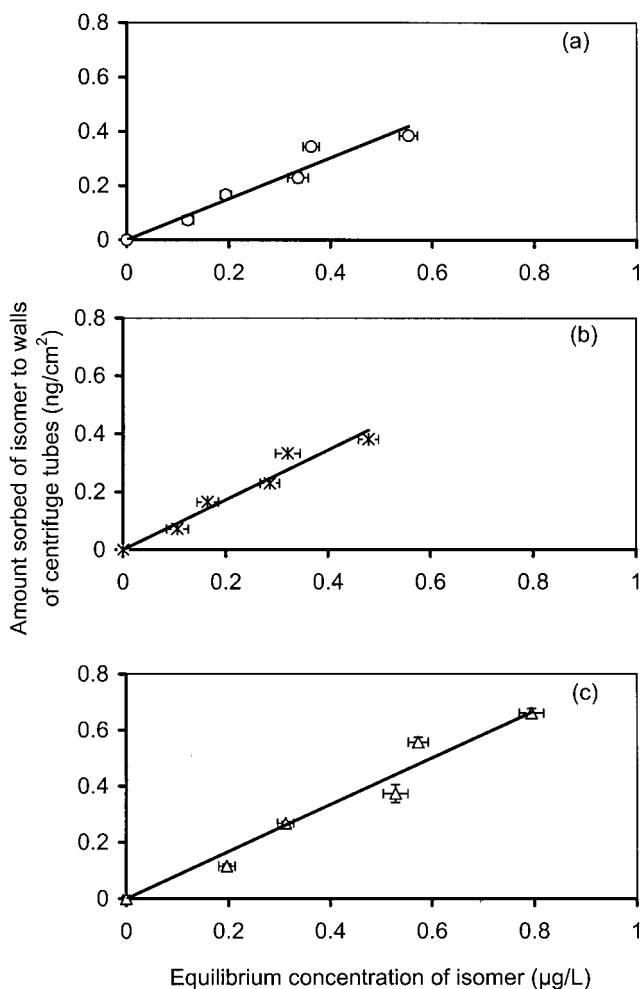 0.8
(a)
0.6
0.4
0.2
0
0 0.2 0.4 0.6 0.8 1
0.8
(b)
0.6
0.4
0.2
0
0 0.2 0.4 0.6 0.8 1
Amount sorbed of isomer to walls
of centrifuge tubes (ng/cm²)
0.8
(c)
0.6
0.4
0.2
0
0 0.2 0.4 0.6 0.8 1
Equilibrium concentration of isomer (µg/L)